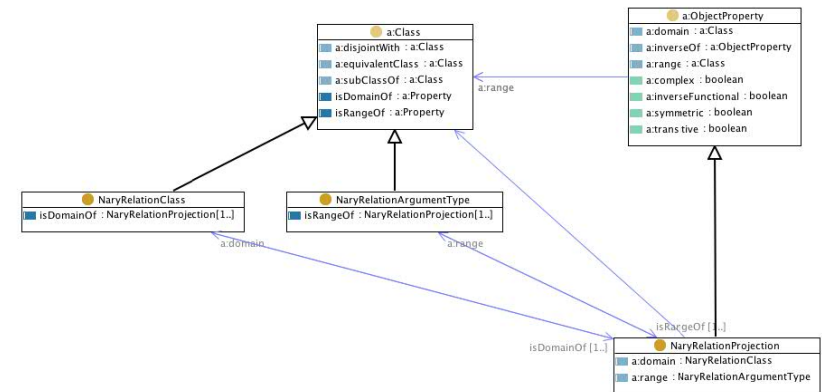 a:Class
a:disjointWith : a:Class
a:equivalentClass : a:Class
a:subClassOf : a:Class
isDomainOf : a:Property
isRangeOf : a:Property
a:ObjectProperty
a:domain : a:Class
a:inverseOf : a:ObjectProperty
a:range : a:Class
a:complex : boolean
a:inverseFunctional : boolean
a:symmetric : boolean
a:transitive : boolean
a:range
NaryRelationClass
isDomainOf : NaryRelationProjection[1..]
NaryRelationArgumentType
isRangeOf : NaryRelationProjection[1..]
a:domain
a:range
isRangeOf [1..]
isDomainOf [1..]
NaryRelationProjection
a:domain : NaryRelationClass
a:range : NaryRelationArgumentType